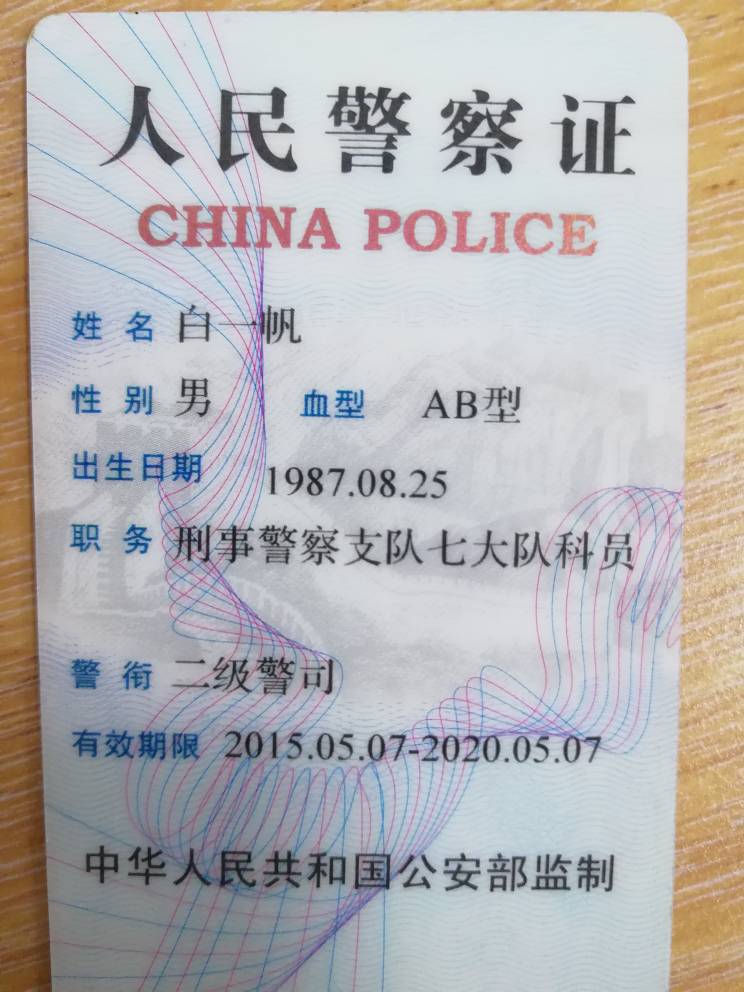 人民警察证
CHINA POLICE
姓名 白一帆
性别 男 血型 AB型
出生日期 1987.08.25
职务 刑事警察支队七大队科员
警衔 二级警司
有效期限 2015.05.07-2020.05.07
中华人民共和国公安部监制